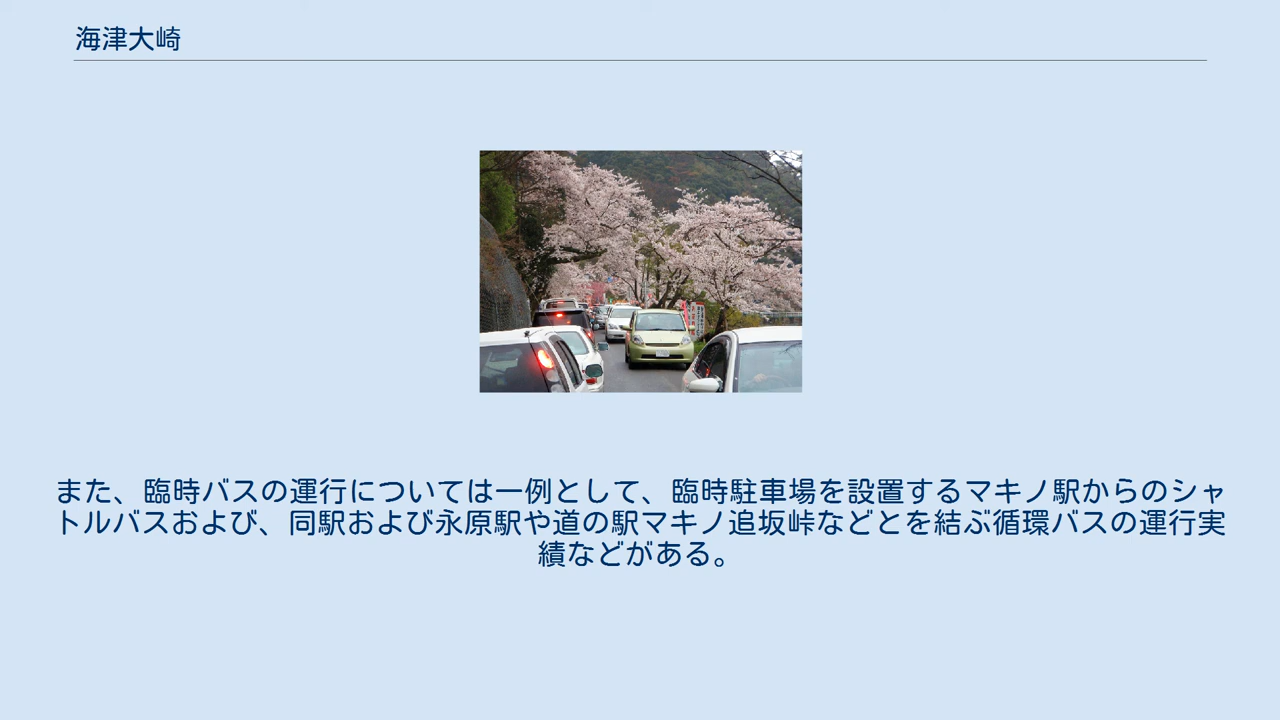 海津大崎
また、臨時バスの運行については一例として、臨時駐車場を設置するマキノ駅からのシャ
トルバスおよび、同駅および永原駅や道の駅マキノ追坂峠などとを結ぶ循環バスの運行実
績などがある。